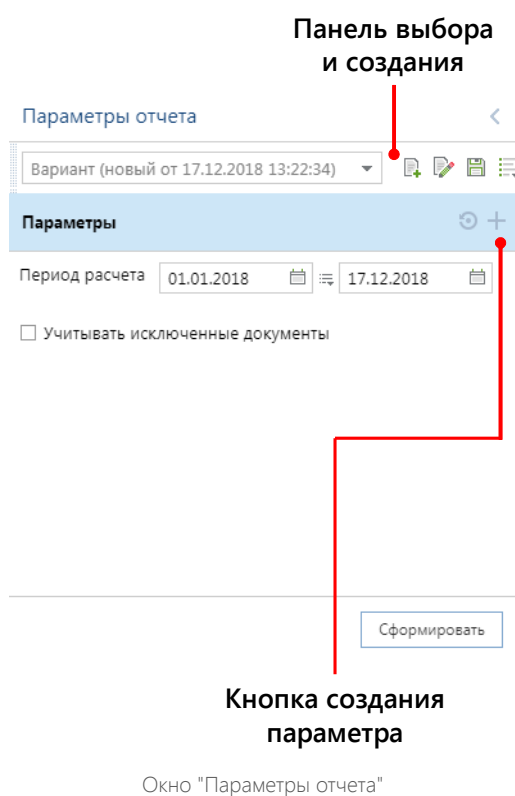 Панель выбора
и создания
Параметры отчета
Вариант (новый от 17.12.2018 13:22:34)
Параметры
Период расчета 01.01.2018 17.12.2018
Учитывать исключенные документы
Сформировать
Кнопка создания
параметра
Окно "Параметры отчета"